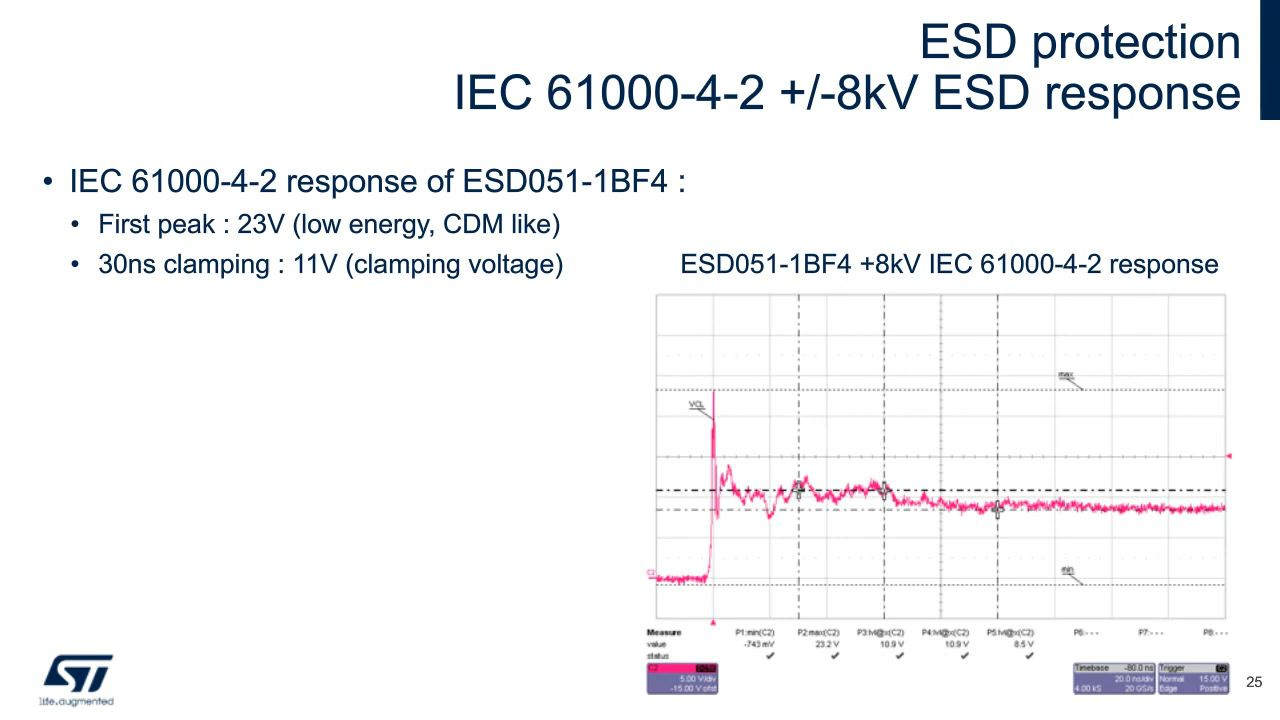 ESD protection
IEC 61000-4-2 +/-8kV ESD response
• IEC 61000-4-2 response of ESD051-1BF4 :
• First peak : 23V (low energy, CDM like)
• 30ns clamping : 11V (clamping voltage)
ESD051-1BF4 +8kV IEC 61000-4-2 response
max
VCL
C2
min
Measure P1:min(C2) P2:max(C2) P3:lvl@x(C2) P4:lvl@x(C2) P5:lvl@x(C2) P6:--- P7:--- P8:---
value -743 mV 23.2 V 10.9 V 10.9 V 8.5 V
status
C2
5.00 V/div
-15.00 V ofst
Timebase -80.0 ns
20.0 ns/div
4.00 kS 20 GS/s
Trigger C2
Normal 15.00 V
Edge Positive
ST
life.augmented
25